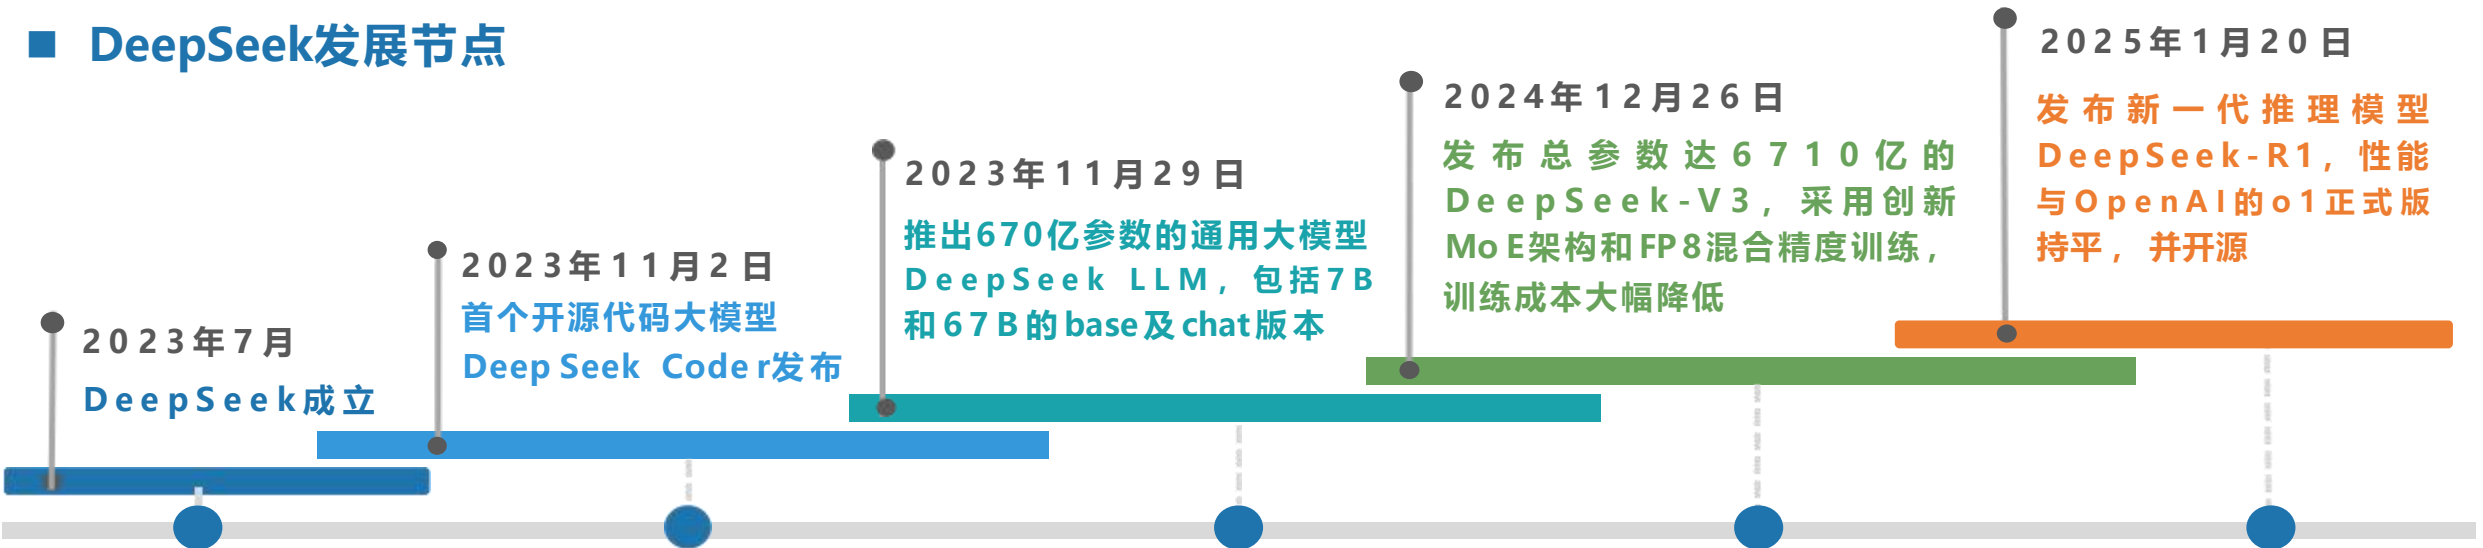 DeepSeek发展节点
2023年7月
DeepSeek成立
2023年11月2日
首个开源代码大模型
DeepSeek Coder发布
2023年11月29日
推出670亿参数的通用大模型
DeepSeek LLM，包括7B
和67B的base及chat版本
2024年12月26日
发布总参数达6710亿的
DeepSeek-V3，采用创新
MoE架构和FP8混合精度训练，
训练成本大幅降低
2025年1月20日
发布新一代推理模型
DeepSeek-R1，性能
与OpenAI的o1正式版
持平，并开源